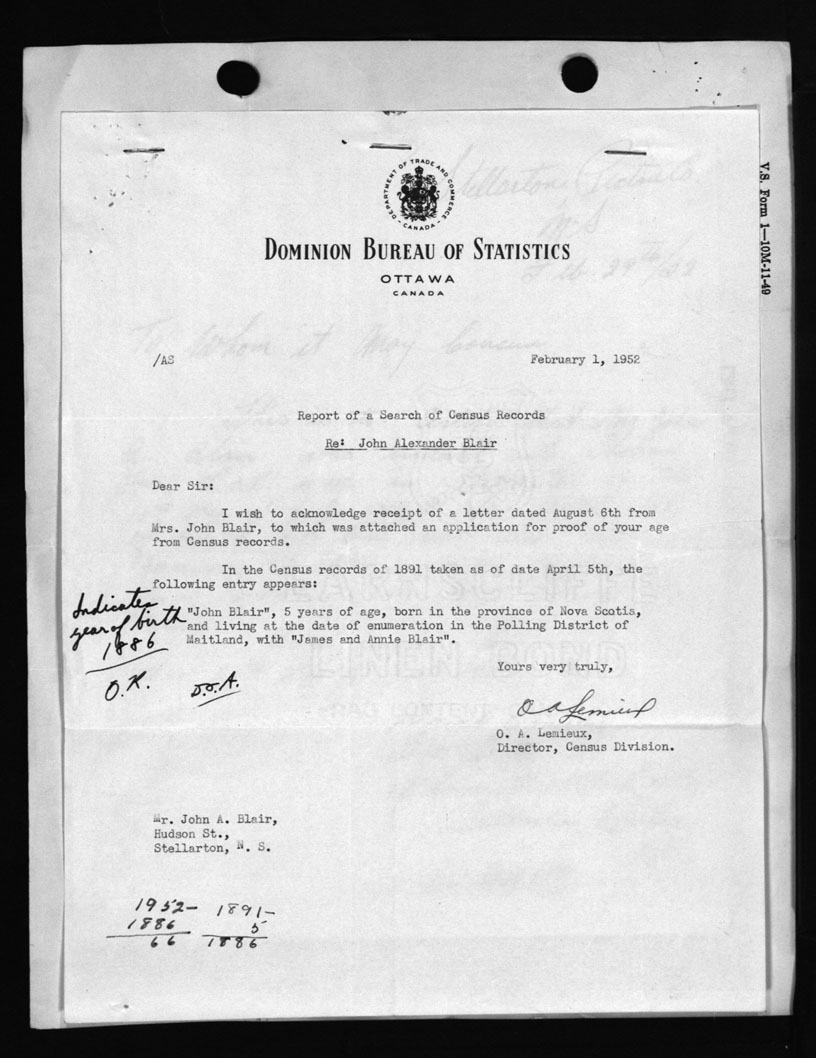 DEPARTMENT OF TRADE AND COMMERCE
- CANADA -
V.S. Form 1—10M-11-49
DOMINION BUREAU OF STATISTICS
OTTAWA
CANADA
To Whom it May Concern
/AS
February 1, 1952
Report of a Search of Census Records
Re: John Alexander Blair
Dear Sir:
I wish to acknowledge receipt of a letter dated August 6th from
Mrs. John Blair, to which was attached an application for proof of your age
from Census records.
In the Census records of 1891 taken as of date April 5th, the
following entry appears:
Indicates
year of birth
1886
O.K.
"John Blair", 5 years of age, born in the province of Nova Scotia,
and living at the date of enumeration in the Polling District of
Maitland, with "James and Annie Blair".
LINEN BOND
Yours very truly,
O A Lemieux
O. A. Lemieux,
Director, Census Division.
Mr. John A. Blair,
Hudson St.,
Stellarton, N. S.
1952-
1886
66
1891-
5
1886